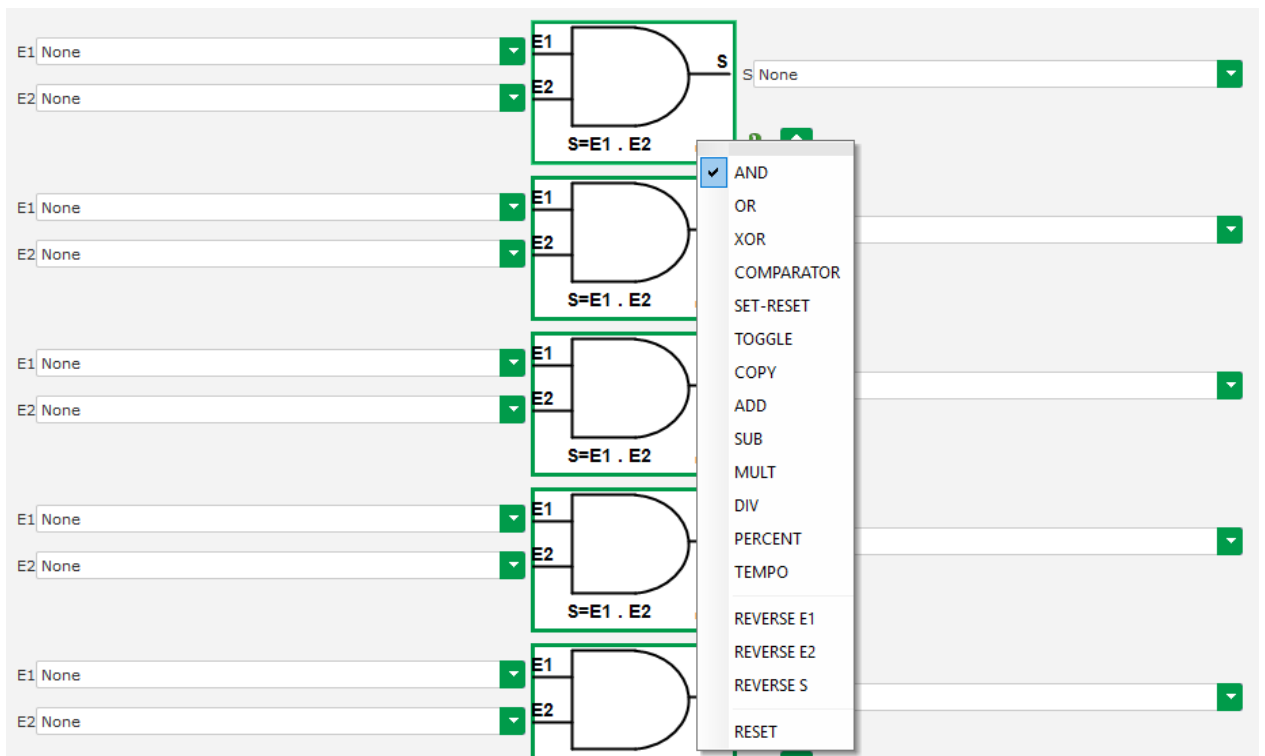 E1 None
E2 None
E1
E2
S
S=E1 . E2
S None
E1 None
E2 None
E1
E2
S=E1 . E2
E1 None
E2 None
E1
E2
S=E1 . E2
E1 None
E2 None
E1
E2
S=E1 . E2
E1 None
E2 None
E1
E2
AND
OR
XOR
COMPARATOR
SET-RESET
TOGGLE
COPY
ADD
SUB
MULT
DIV
PERCENT
TEMPO
REVERSE E1
REVERSE E2
REVERSE S
RESET